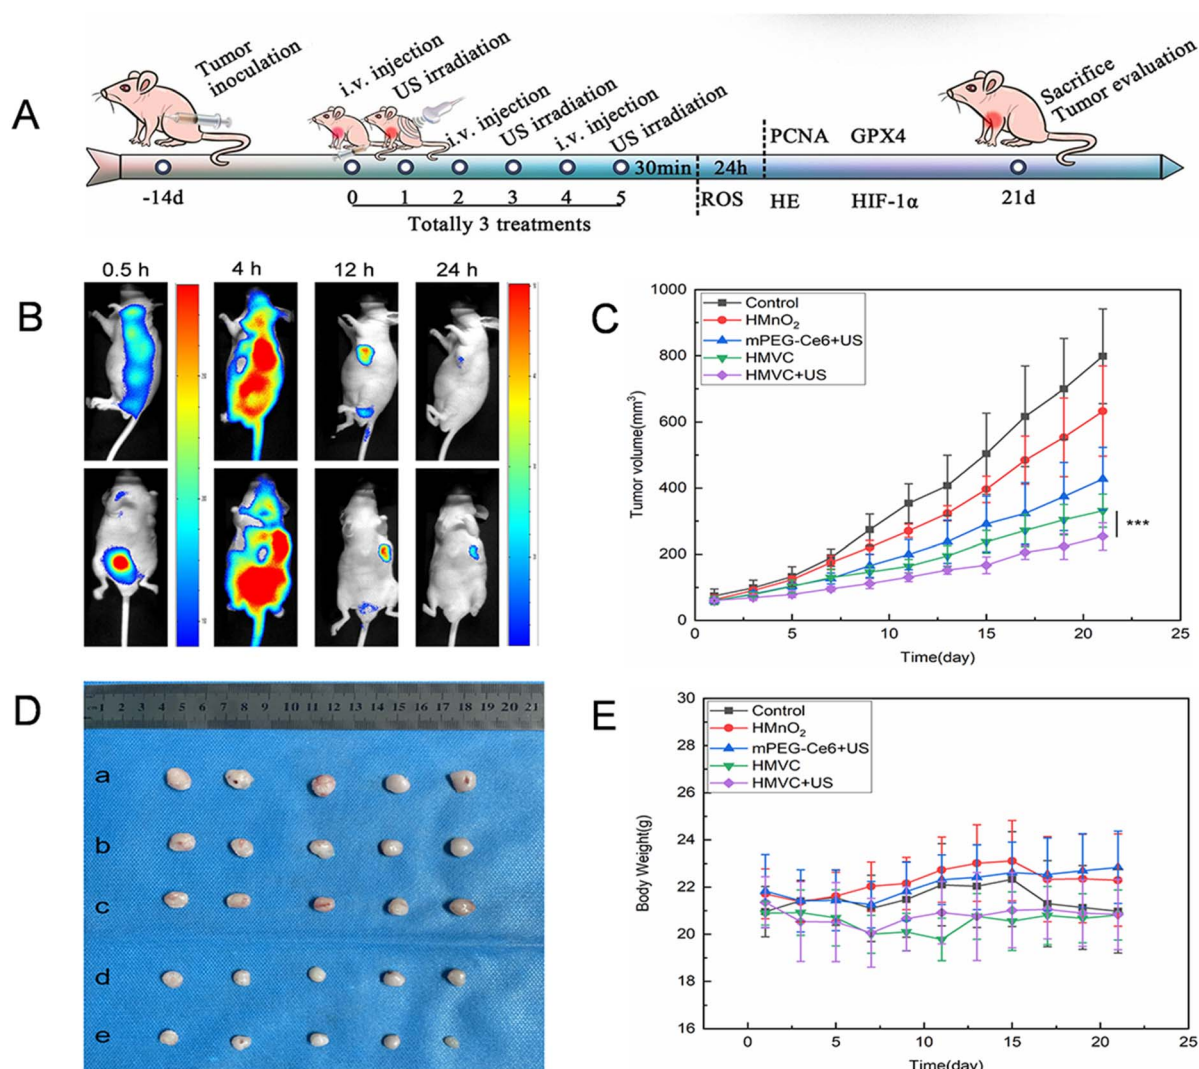 A
Tumor
inoculation
i.v. injection
US irradiation
i.v. injection
US irradiation
i.v. injection
US irradiation
Sacrifice
Tumor evaluation
30min
24h
PCNA GPX4
-14d
0 1 2 3 4 5
Totally 3 treatments
ROS
HE HIF-1α
21d
B
0.5 h 4 h 12 h 24 h
C
1000
800
600
400
200
0
Tumor volume(mm³)
Control
HMnO₂
mPEG-Ce6+US
HMVC
HMVC+US
***
0 5 10 15 20 25
Time(day)
D
1 2 3 4 5 6 7 8 9 10 11 12 13 14 15 16 17 18 19 20 21
a
b
c
d
e
E
30
28
26
24
22
20
18
16
Body Weight(g)
Control
HMnO₂
mPEG-Ce6+US
HMVC
HMVC+US
0 5 10 15 20 25
Time(day)